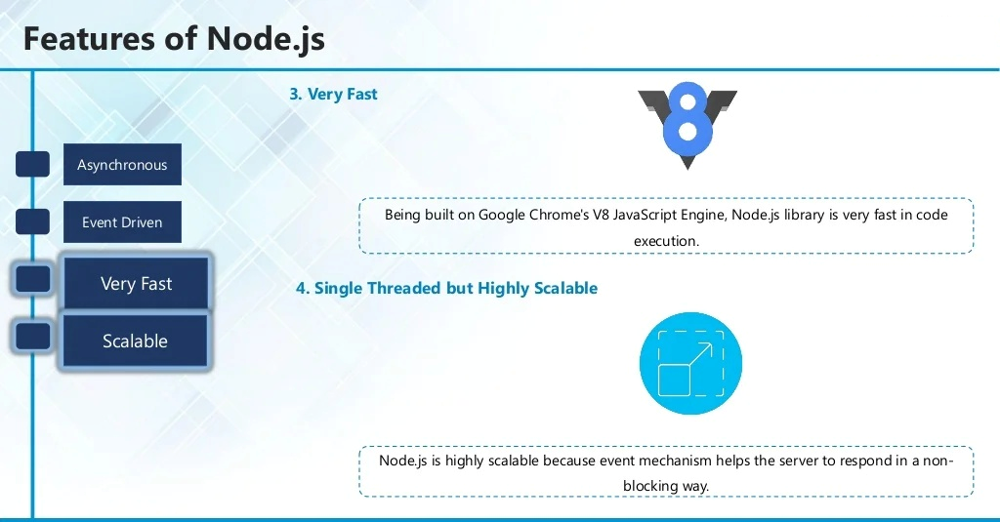 Features of Node.js
Asynchronous
Event Driven
Very Fast
Scalable
3. Very Fast
8
Being built on Google Chrome's V8 JavaScript Engine, Node.js library is very fast in code
execution.
4. Single Threaded but Highly Scalable
Node.js is highly scalable because event mechanism helps the server to respond in a non-
blocking way.